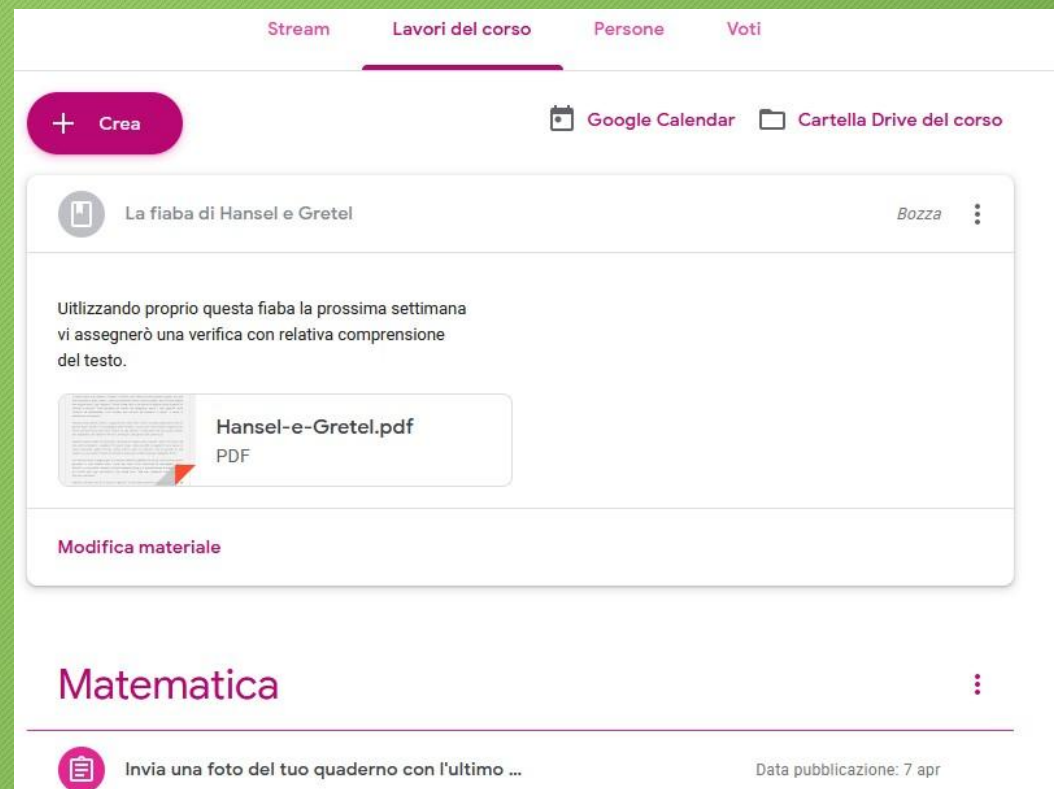 Stream Lavori del corso Persone Voti
+ Crea Google Calendar Cartella Drive del corso
La fiaba di Hansel e Gretel Bozza
Uitlizzando proprio questa fiaba la prossima settimana
vi assegnerò una verifica con relativa comprensione
del testo.
Hansel-e-Gretel.pdf
PDF
Modifica materiale
Matematica
Invia una foto del tuo quaderno con l'ultimo ... Data pubblicazione: 7 apr